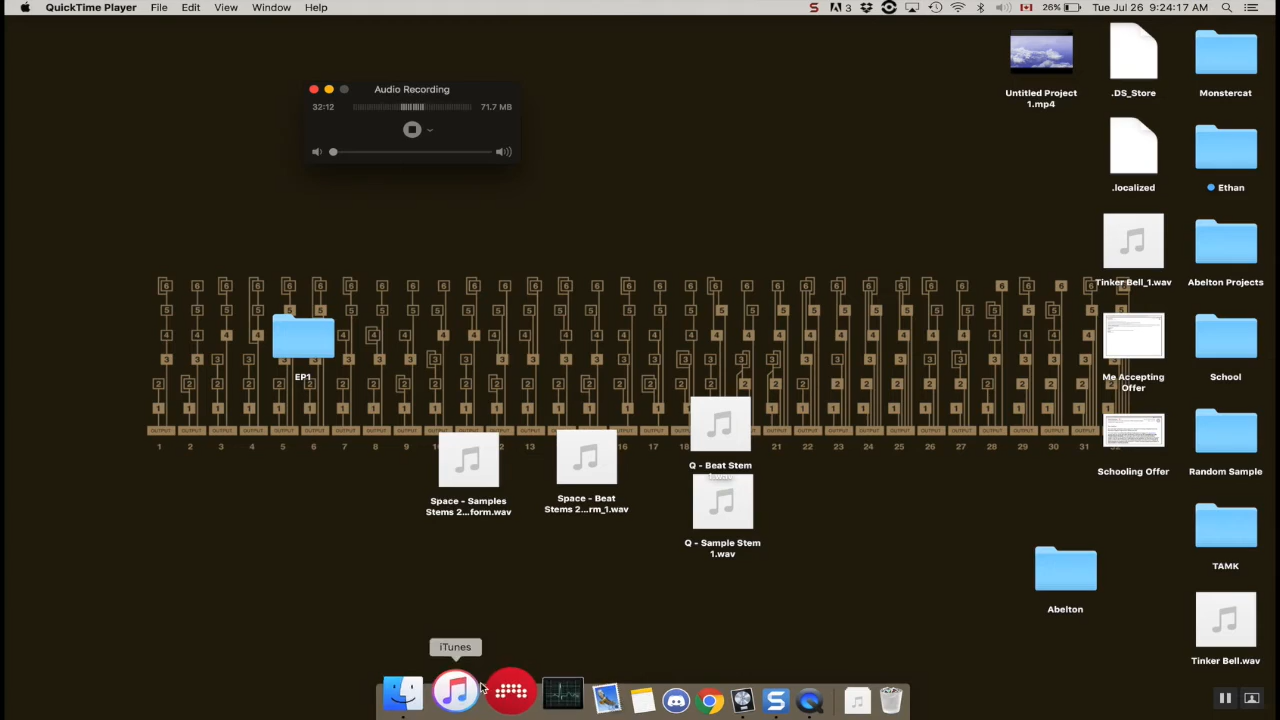 QuickTime Player File Edit View Window Help
3 26% Tue Jul 26 9:24:17 AM
Audio Recording
32:12 71.7 MB
Untitled Project
1.mp4
.DS_Store
Monstercat
.localized
Ethan
Tinker Bell_1.wav
Abelton Projects
EP1
Me Accepting
Offer
School
Q - Beat Stem
1.wav
Schooling Offer
Random Sample
Space - Samples
Stems 2...form.wav
Space - Beat
Stems 2...rm_1.wav
Q - Sample Stem
1.wav
TAMK
Abelton
Tinker Bell.wav
iTunes